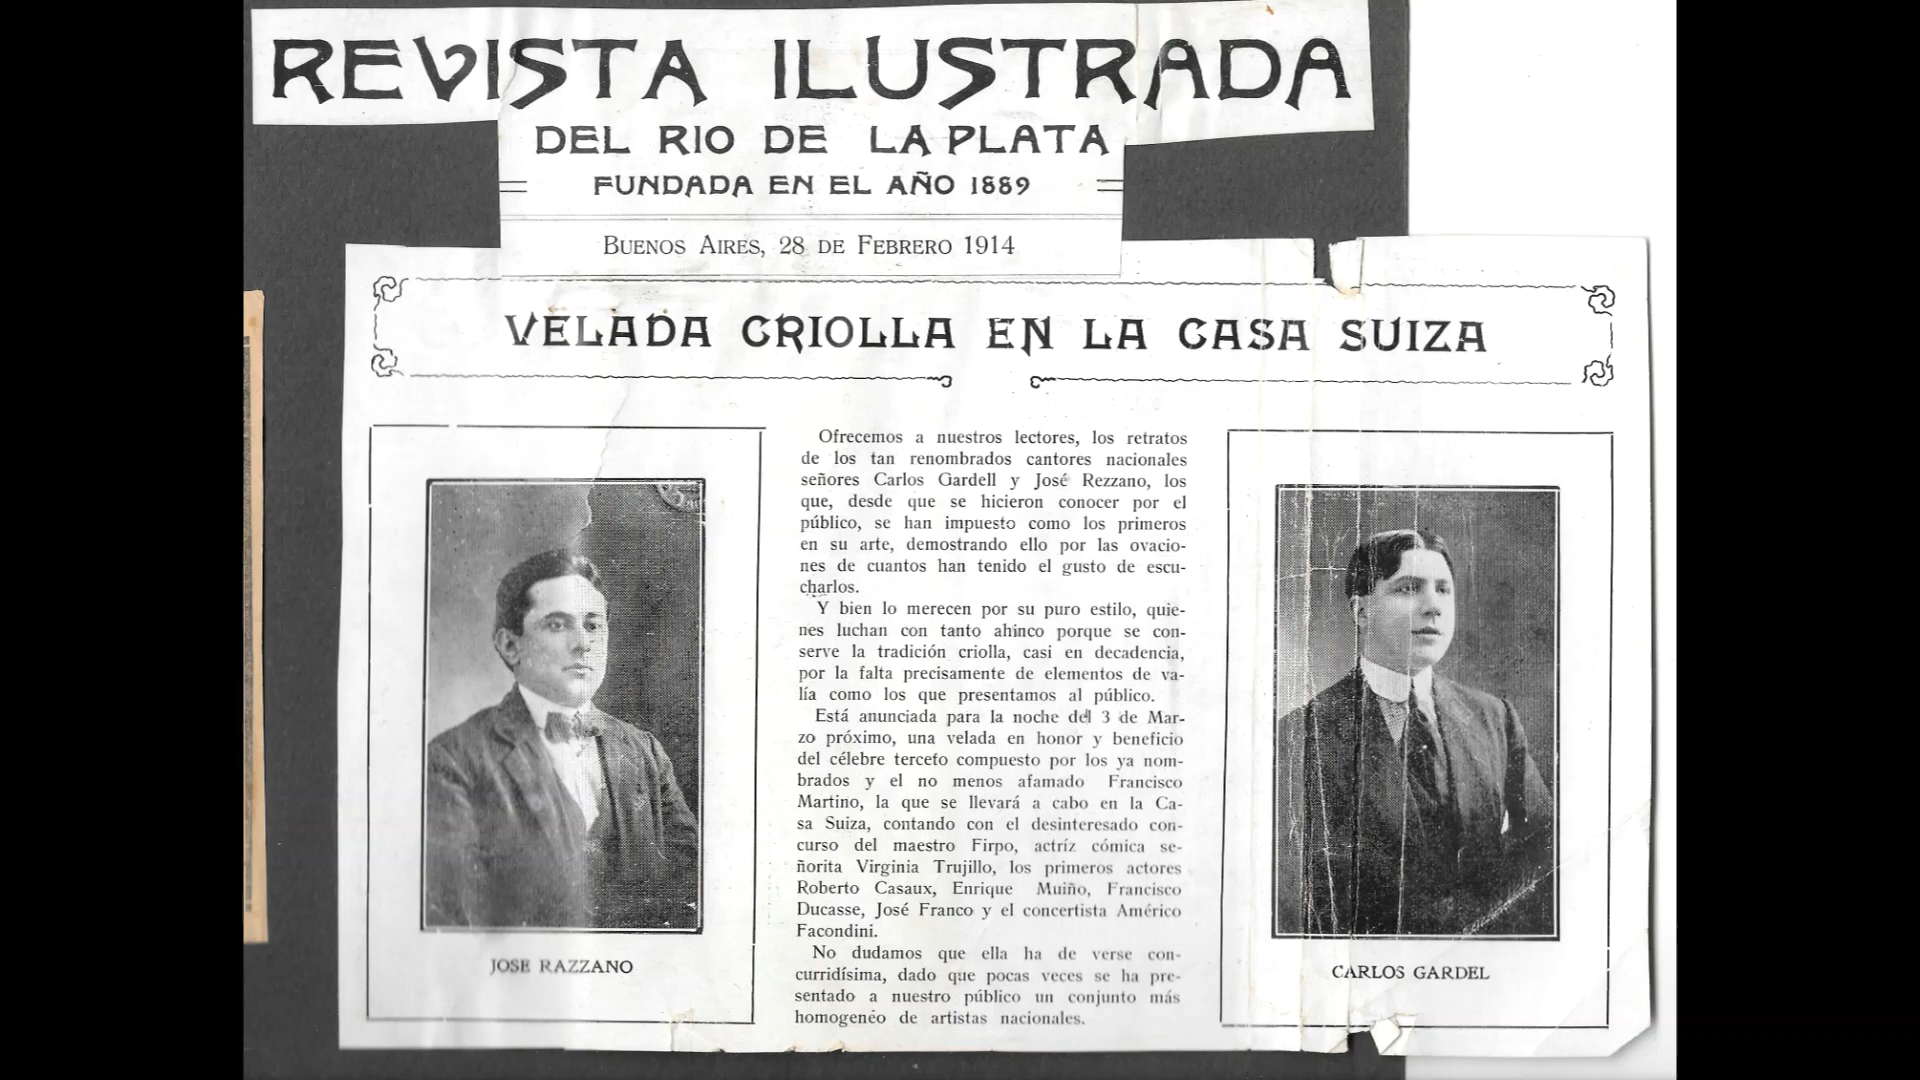 REVISTA ILUSTRADA
DEL RIO DE LA PLATA
FUNDADA EN EL AÑO 1889
BUENOS AIRES, 28 DE FEBRERO 1914
VELADA CRIOLLA EN LA CASA SUIZA
Ofrecemos a nuestros lectores, los retratos
de los tan renombrados cantores nacionales
señores Carlos Gardell y José Rezzano, los
que, desde que se hicieron conocer por el
público, se han impuesto como los primeros
en su arte, demostrando ello por las ovacio-
nes de cuantos han tenido el gusto de escu-
charlos.
Y bien lo merecen por su puro estilo, quie-
nes luchan con tanto ahinco porque se con-
serve la tradición criolla, casi en decadencia,
por la falta precisamente de elementos de va-
lía como los que presentamos al público.
Está anunciada para la noche del 3 de Mar-
zo próximo, una velada en honor y beneficio
del célebre terceto compuesto por los ya nom-
brados y el no menos afamado Francisco
Martino, la que se llevará a cabo en la Ca-
sa Suiza, contando con el desinteresado con-
curso del maestro Firpo, actríz cómica se-
ñorita Virginia Trujillo, los primeros actores
Roberto Casaux, Enrique Muiño, Francisco
Ducasse, José Franco y el concertista Américo
Facondini.
No dudamos que ella ha de verse con-
curridísima, dado que pocas veces se ha pre-
sentado a nuestro público un conjunto más
homogenéo de artistas nacionales.
JOSE RAZZANO
CARLOS GARDEL